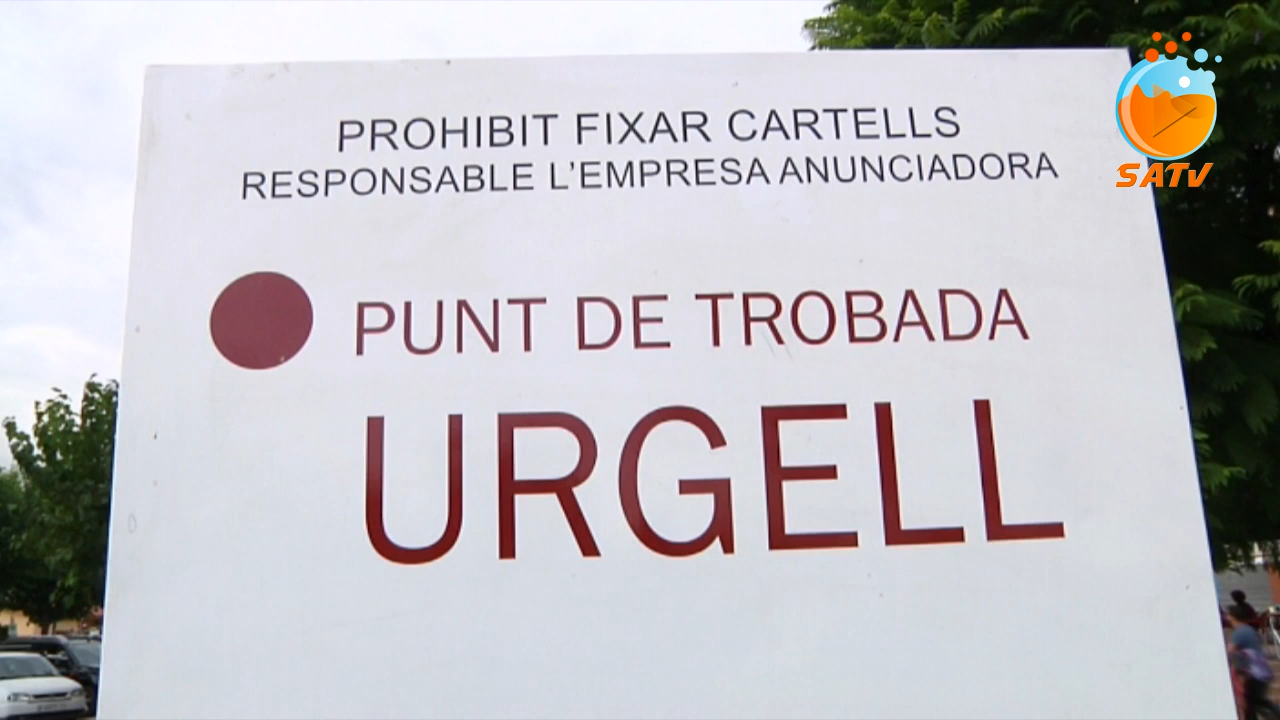 PROHIBIT FIXAR CARTELLS
RESPONSABLE L'EMPRESA ANUNCIADORA
PUNT DE TROBADA
URGELL
SATV